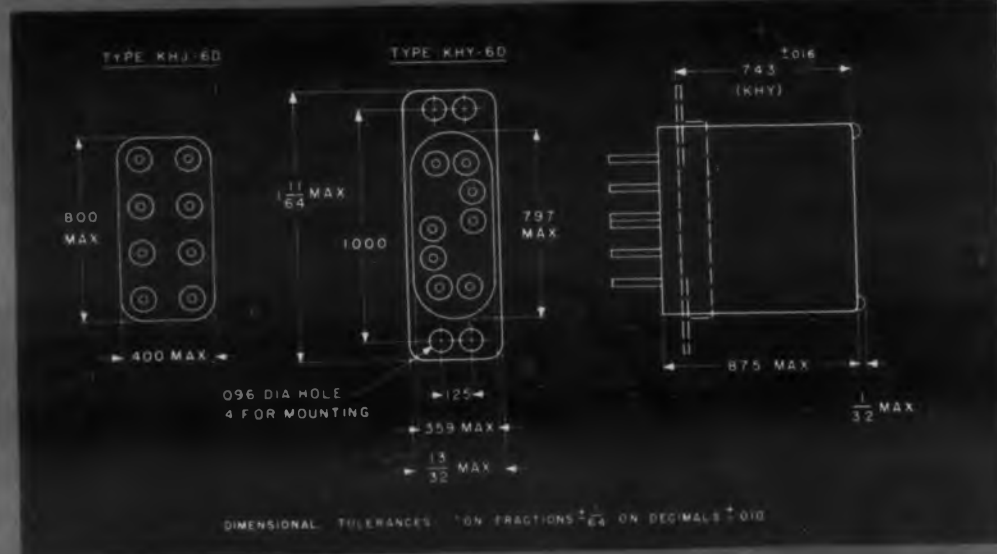 TYPE KHJ-6D
800
MAX
400 MAX
TYPE KHY-6D
1 11/64 MAX
1.000
797
MAX
096 DIA HOLE
4 FOR MOUNTING
125
359 MAX
13/32 MAX
743 ±016
(KHY)
875 MAX
1/32 MAX
DIMENSIONAL TOLERANCES ON FRACTIONS ± 1/64 ON DECIMALS ± 010